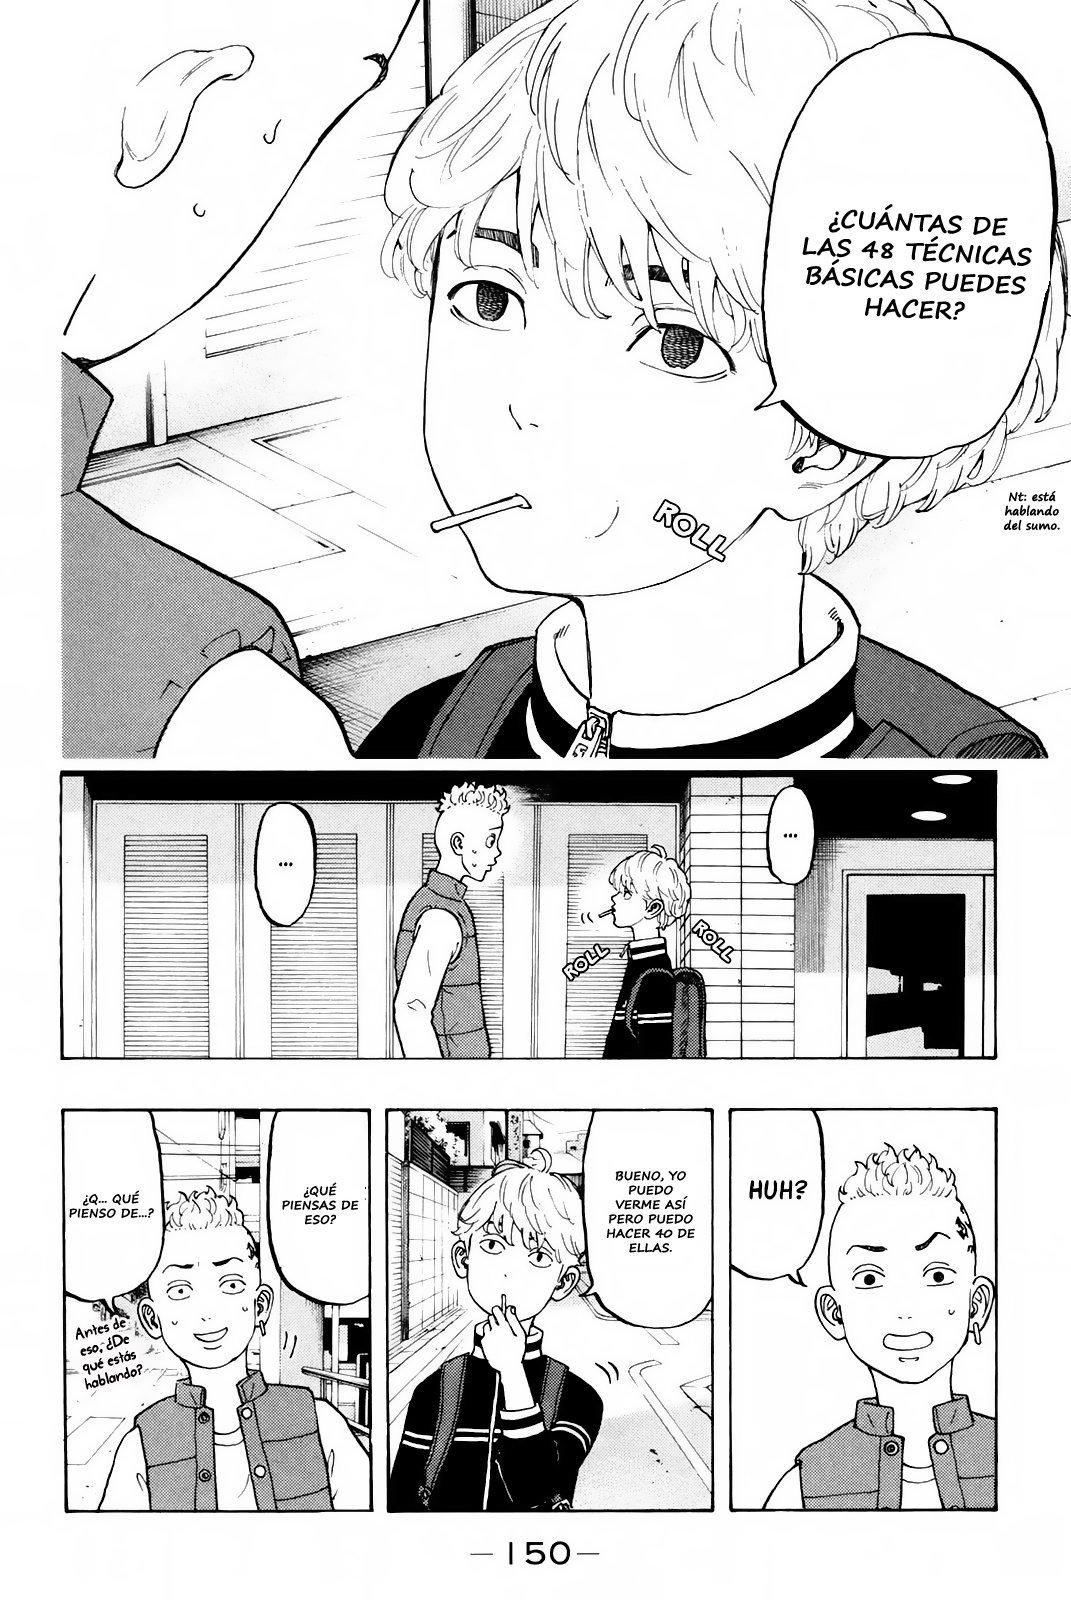 ¿CUÁNTAS DE
LAS 48 TÉCNICAS
BÁSICAS PUEDES
HACER?
Nt: está
hablando
del sumo.
ROLL
...
...
ROLL
ROLL
HUH?
BUENO, YO
PUEDO
VERME ASÍ
PERO PUEDO
HACER 40 DE
ELLAS.
¿QUÉ
PIENSAS DE
ESO?
¿Q... QUÉ
PIENSO DE...?
Antes de
eso, ¿De
qué estás
hablando?
—150—